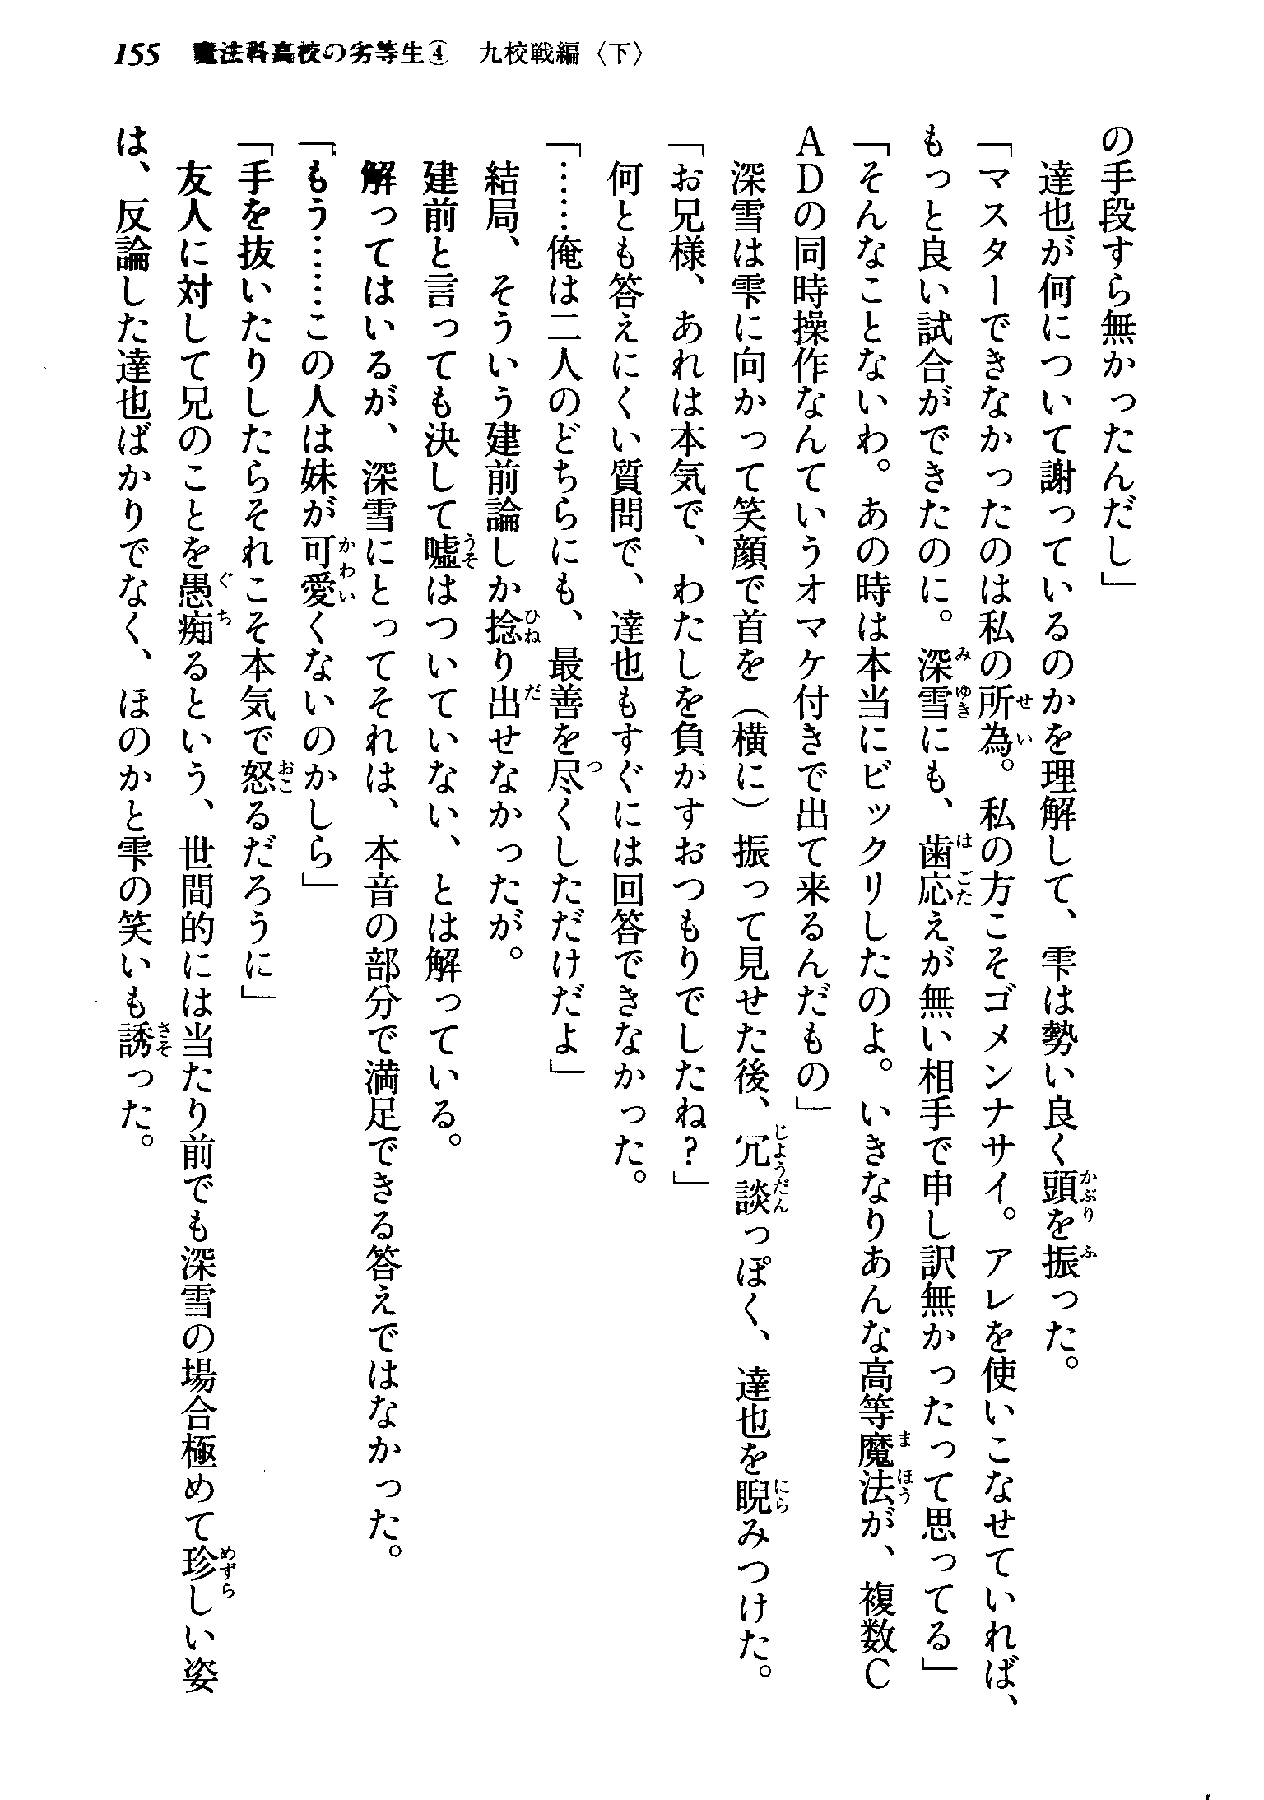 155 魔法科高校の劣等生④ 九校戦編〈下〉
の手段すら無かったんだし」
達也が何について謝っているのかを理解して、雫は勢い良く頭を振った。
「マスターできなかったのは私の所為。私の方こそゴメンナサイ。アレを使いこなせていれば、
もっと良い試合ができたのに。深雪にも、歯応えが無い相手で申し訳無かったって思ってる」
「そんなことないわ。あの時は本当にビックリしたのよ。いきなりあんな高等魔法が、複数C
ADの同時操作なんていうオマケ付きで出て来るんだもの」
深雪は雫に向かって笑顔で首を(横に)振って見せた後、冗談っぽく、達也を睨みつけた。
「お兄様、あれは本気で、わたしを負かすおつもりでしたね?」
何とも答えにくい質問で、達也もすぐには回答できなかった。
「……俺は二人のどちらにも、最善を尽くしただけだよ」
結局、そういう建前論しか捻り出せなかったが。
建前と言っても決して嘘はついていない、とは解っている。
解ってはいるが、深雪にとってそれは、本音の部分で満足できる答えではなかった。
「もう……この人は妹が可愛くないのかしら」
「手を抜いたりしたらそれこそ本気で怒るだろうに」
友人に対して兄のことを愚痴るという、世間的には当たり前でも深雪の場合極めて珍しい姿
は、反論した達也ばかりでなく、ほのかと雫の笑いも誘った。